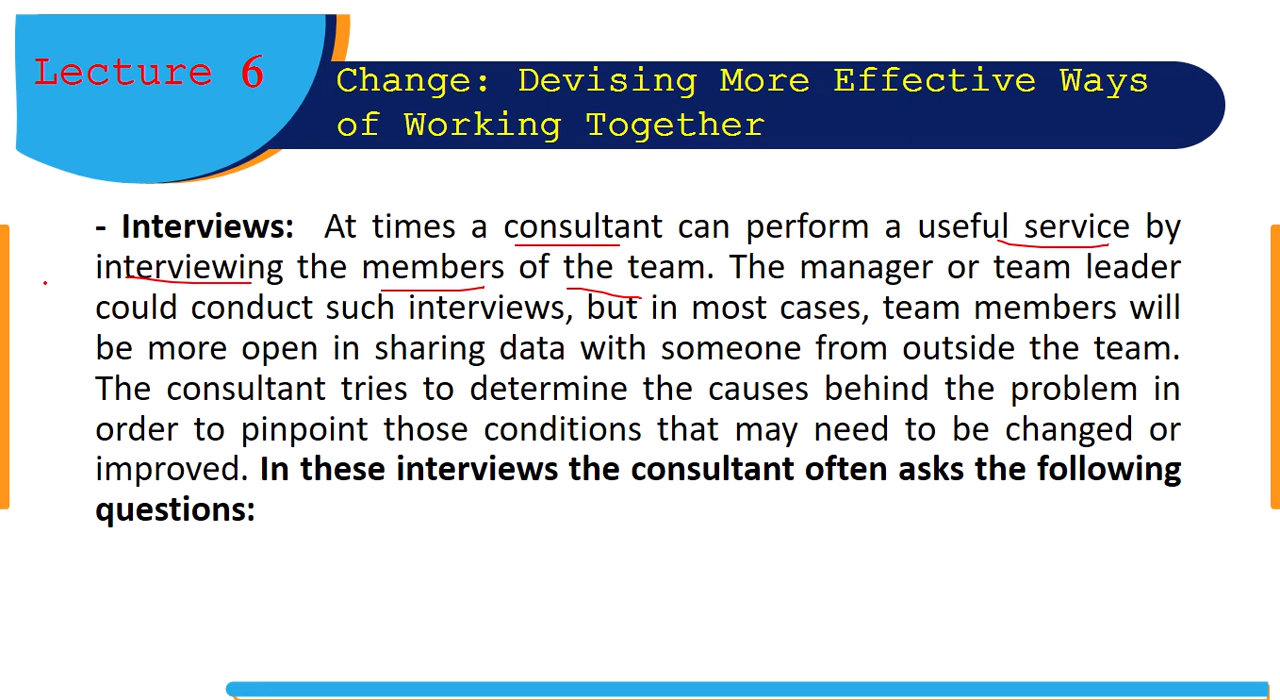 Lecture 6
Change: Devising More Effective Ways
of Working Together
- Interviews: At times a consultant can perform a useful service by
interviewing the members of the team. The manager or team leader
could conduct such interviews, but in most cases, team members will
be more open in sharing data with someone from outside the team.
The consultant tries to determine the causes behind the problem in
order to pinpoint those conditions that may need to be changed or
improved. In these interviews the consultant often asks the following
questions: